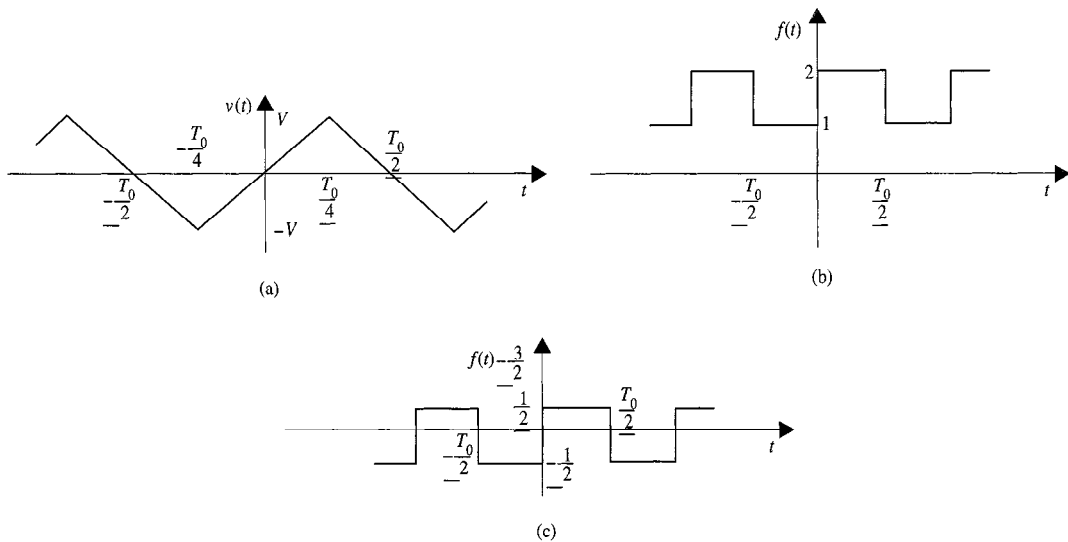 f(t)
v(t)
V
2
1
-T₀/4
T₀/2
-T₀/2
T₀/4
t
-V
(a)
-T₀/2
T₀/2
t
(b)
f(t)-3/2
1/2
T₀/2
-T₀/2
-1/2
t
(c)